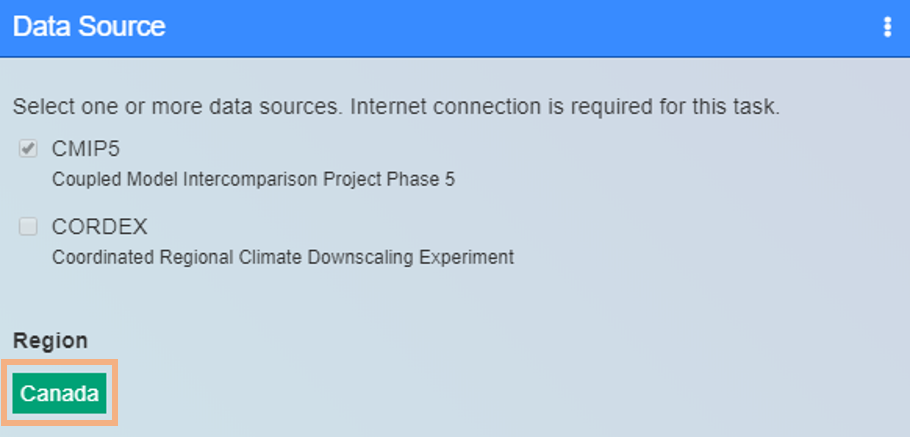 Data Source
Select one or more data sources. Internet connection is required for this task.
CMIP5
Coupled Model Intercomparison Project Phase 5
CORDEX
Coordinated Regional Climate Downscaling Experiment
Region
Canada